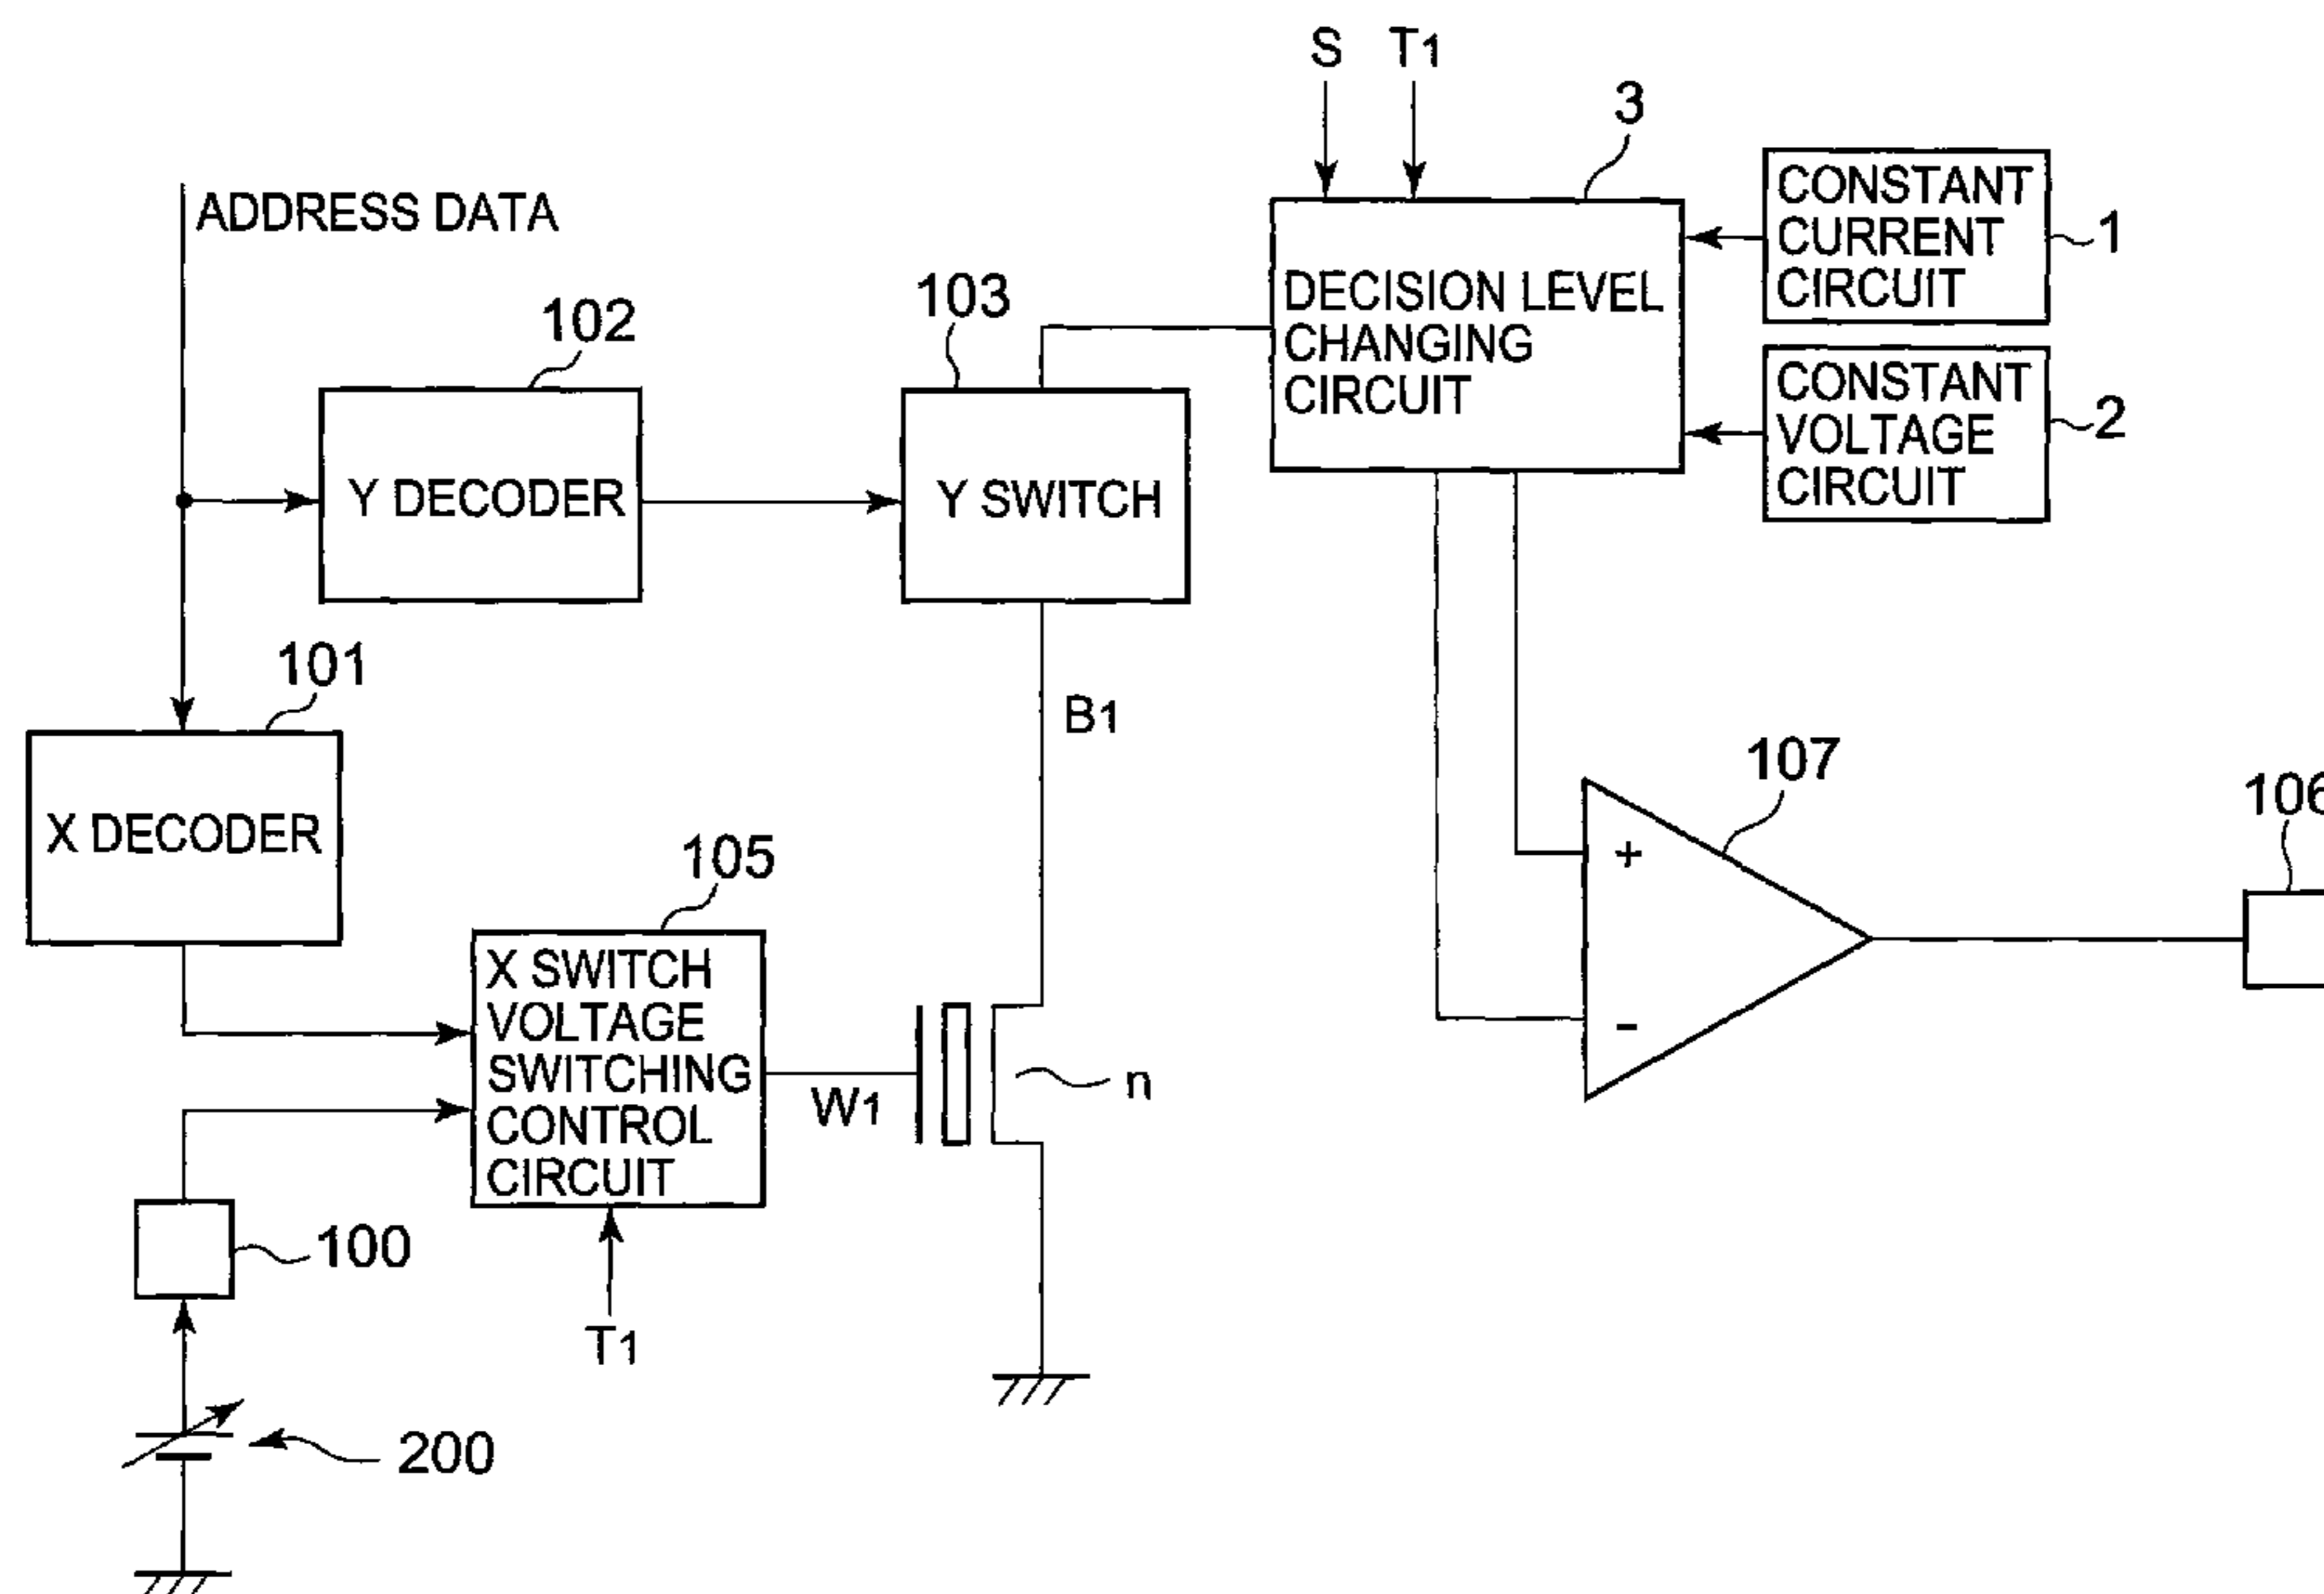 S T1
3
CONSTANT
CURRENT
CIRCUIT
1
ADDRESS DATA
DECISION LEVEL
CHANGING
CIRCUIT
102
103
CONSTANT
VOLTAGE
CIRCUIT
2
Y DECODER
Y SWITCH
101
B1
107
106
X DECODER
105
+
-
X SWITCH
VOLTAGE
SWITCHING
CONTROL
CIRCUIT
W1
n
100
T1
200